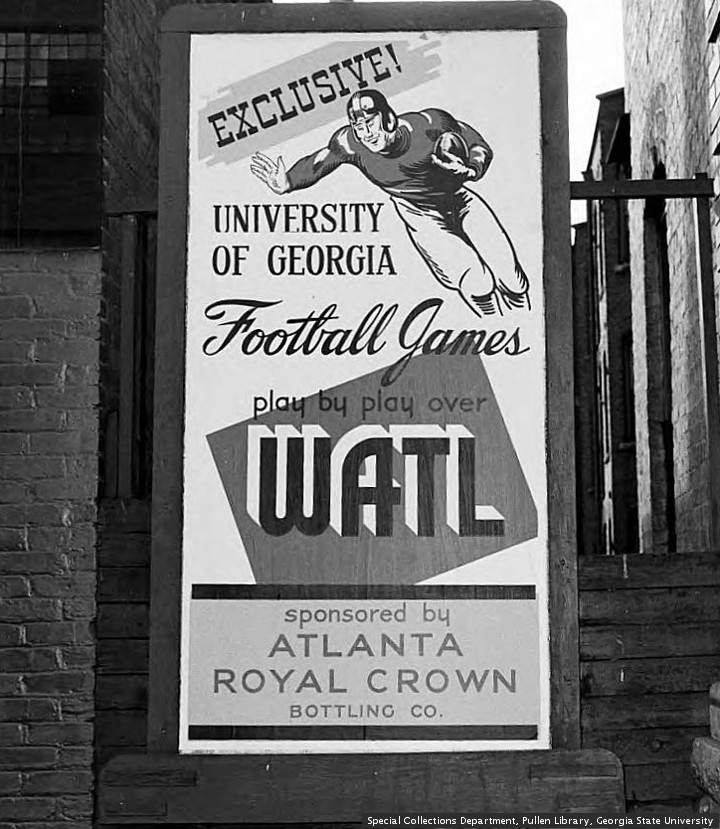 EXCLUSIVE!
UNIVERSITY
OF GEORGIA
Football Games
play by play over
WATL
sponsored by
ATLANTA
ROYAL CROWN
BOTTLING CO.
Special Collections Department, Pullen Library, Georgia State University